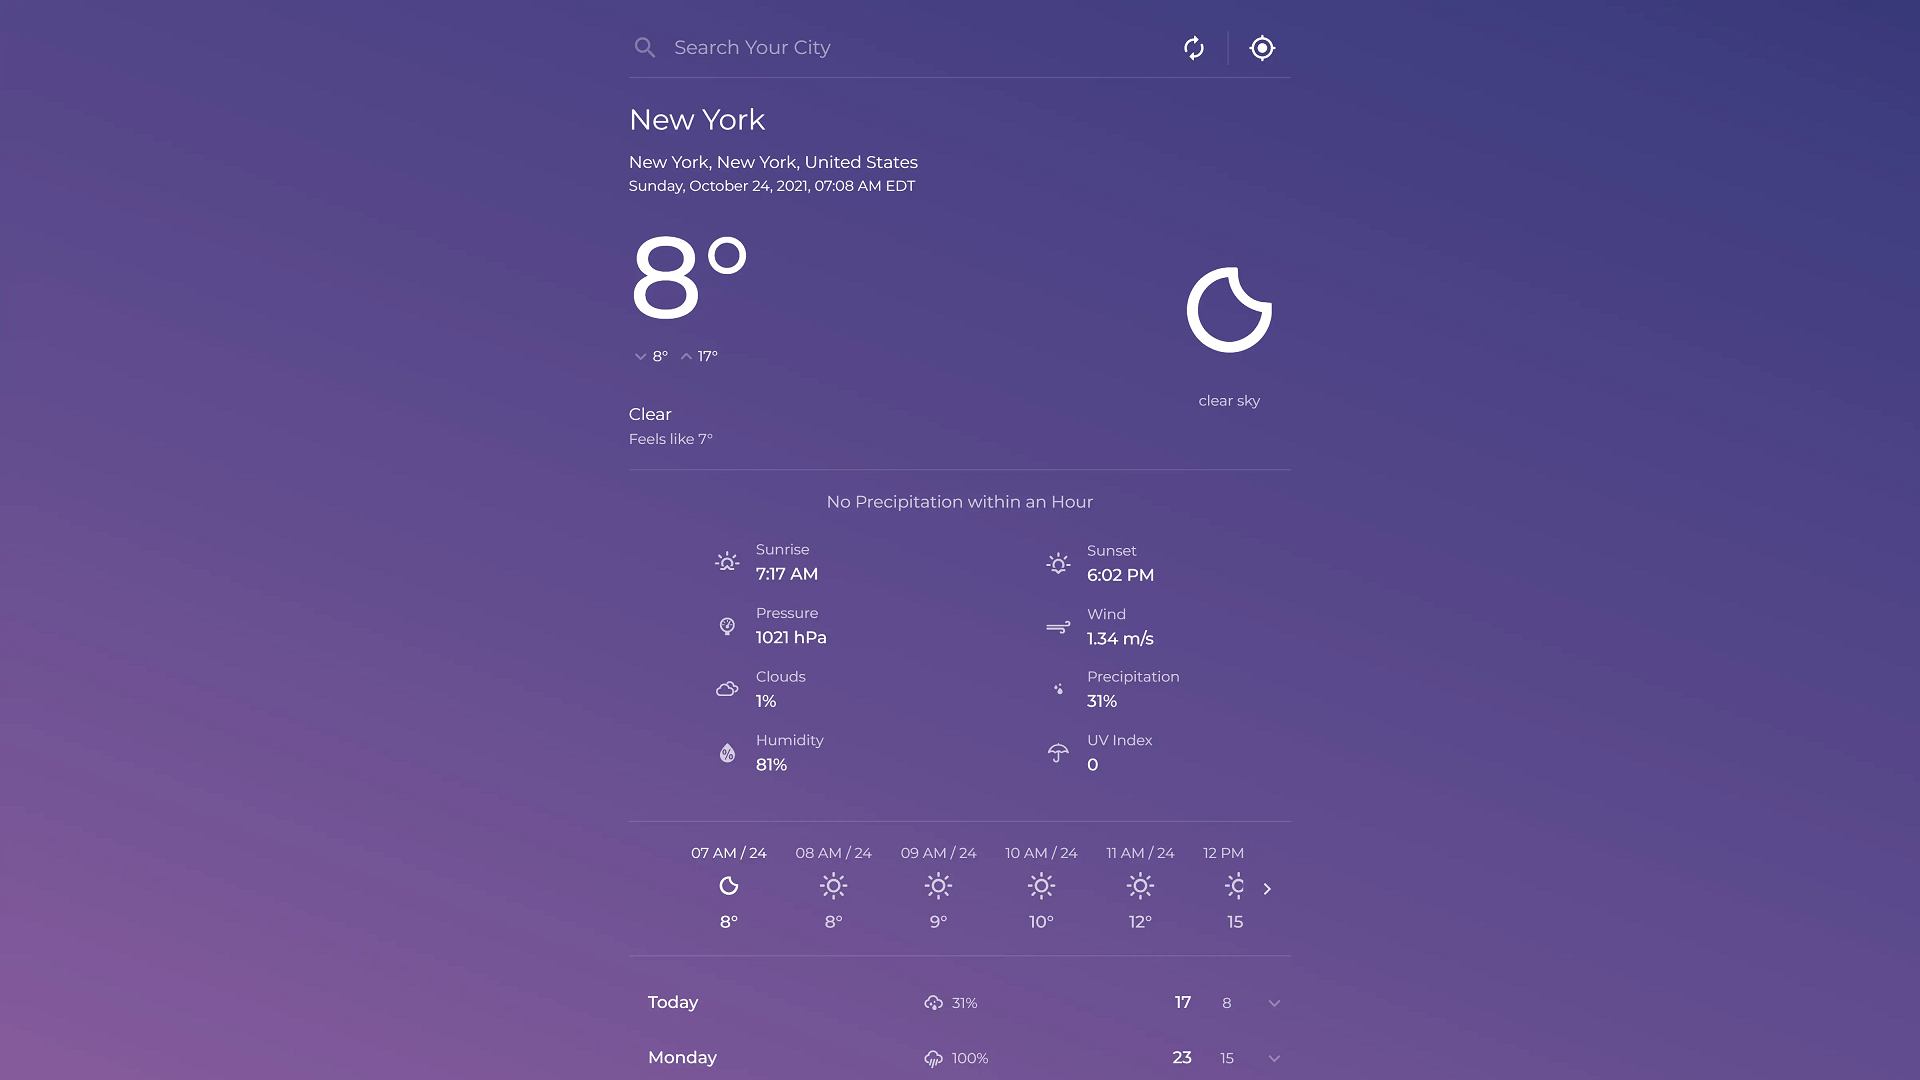 Search Your City
New York
New York, New York, United States
Sunday, October 24, 2021, 07:08 AM EDT
8°
8° 17°
clear sky
Clear
Feels like 7°
No Precipitation within an Hour
Sunrise
7:17 AM
Sunset
6:02 PM
Pressure
1021 hPa
Wind
1.34 m/s
Clouds
1%
Precipitation
31%
Humidity
81%
UV Index
0
07 AM / 24 08 AM / 24 09 AM / 24 10 AM / 24 11 AM / 24 12 PM
8° 8° 9° 10° 12° 15
Today 31% 17 8
Monday 100% 23 15